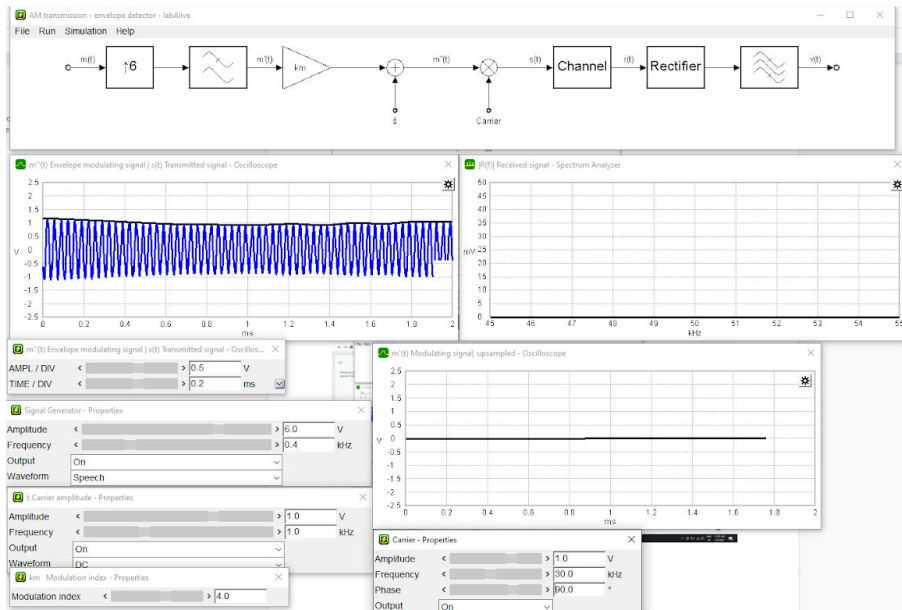 AM transmission - envelope detector - labAlive
File Run Simulation Help
m(t) ↑6 m'(t) km m''(t) s(t) Channel r(t) Rectifier v(t)
ŝ Carrier
m''(t) Envelope modulating signal | s(t) Transmitted signal - Oscilloscope
2.5
2
1.5
1
0.5
V 0
-0.5
-1
-1.5
-2
-2.5
0 0.2 0.4 0.6 0.8 1 1.2 1.4 1.6 1.8 2
ms
|R(f)| Received signal - Spectrum Analyzer
50
45
40
35
30
mV 25
20
15
10
5
0
45 46 47 48 49 50 51 52 53 54 55
kHz
m''(t) Envelope modulating signal | s(t) Transmitted signal - Oscillos...
AMPL / DIV 0.5 V
TIME / DIV 0.2 ms
Signal Generator - Properties
Amplitude 6.0 V
Frequency 0.4 kHz
Output On
Waveform Speech
ŝ Carrier amplitude - Properties
Amplitude 1.0 V
Frequency 1.0 kHz
Output On
Waveform DC
km Modulation index - Properties
Modulation index 4.0
m'(t) Modulating signal, upsampled - Oscilloscope
2.5
2
1.5
1
0.5
V 0
-0.5
-1
-1.5
-2
-2.5
0 0.2 0.4 0.6 0.8 1 1.2 1.4 1.6 1.8 2
ms
Carrier - Properties
Amplitude 1.0 V
Frequency 30.0 kHz
Phase 90.0 °
Output On